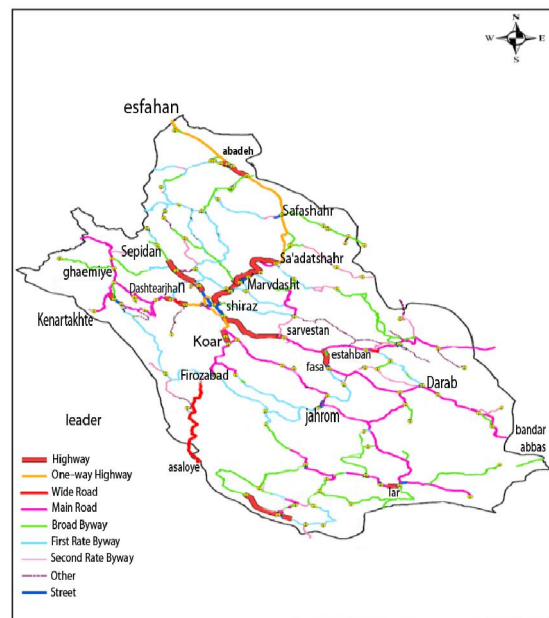 N
W E
S
esfahan
abadeh
Safashahr
Sepidan
Sa'adatshahr
ghaemiye
Dashtearjhan
Marvdasht
shiraz
Kenartakhte
sarvestan
Koar
estahban
fasa
Firozabad
Darab
jahrom
leader
bandar
abbas
asaloye
lar
Highway
One-way Highway
Wide Road
Main Road
Broad Byway
First Rate Byway
Second Rate Byway
Other
Street